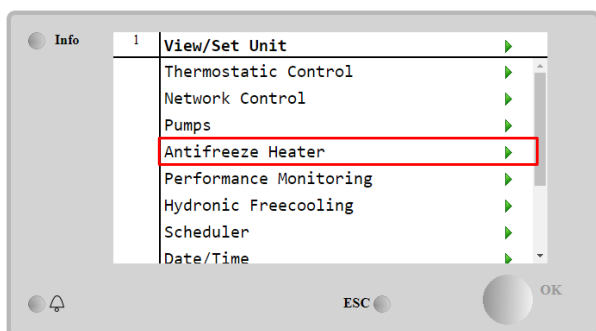 Info
1 View/Set Unit
Thermostatic Control
Network Control
Pumps
Antifreeze Heater
Performance Monitoring
Hydronic Freecooling
Scheduler
Date/Time
ESC
OK